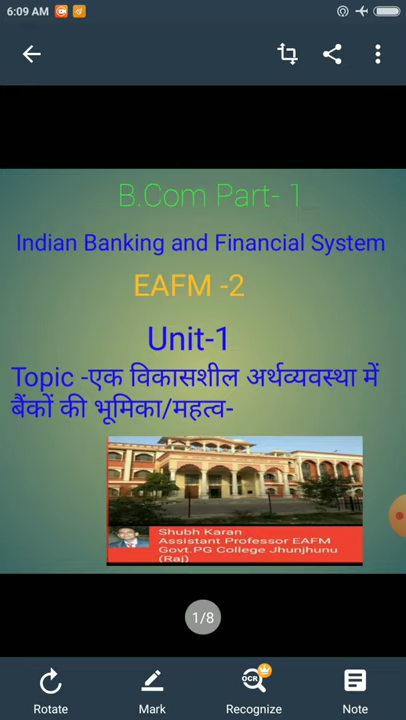 6:09 AM
B.Com Part- 1
Indian Banking and Financial System
EAFM -2
Unit-1
Topic -एक विकासशील अर्थव्यवस्था में
बैंकों की भूमिका/महत्व-
Shubh Karan
Assistant Professor EAFM
Govt.PG College Jhunjhunu
(Raj)
1/8
OCR
Rotate Mark Recognize Note